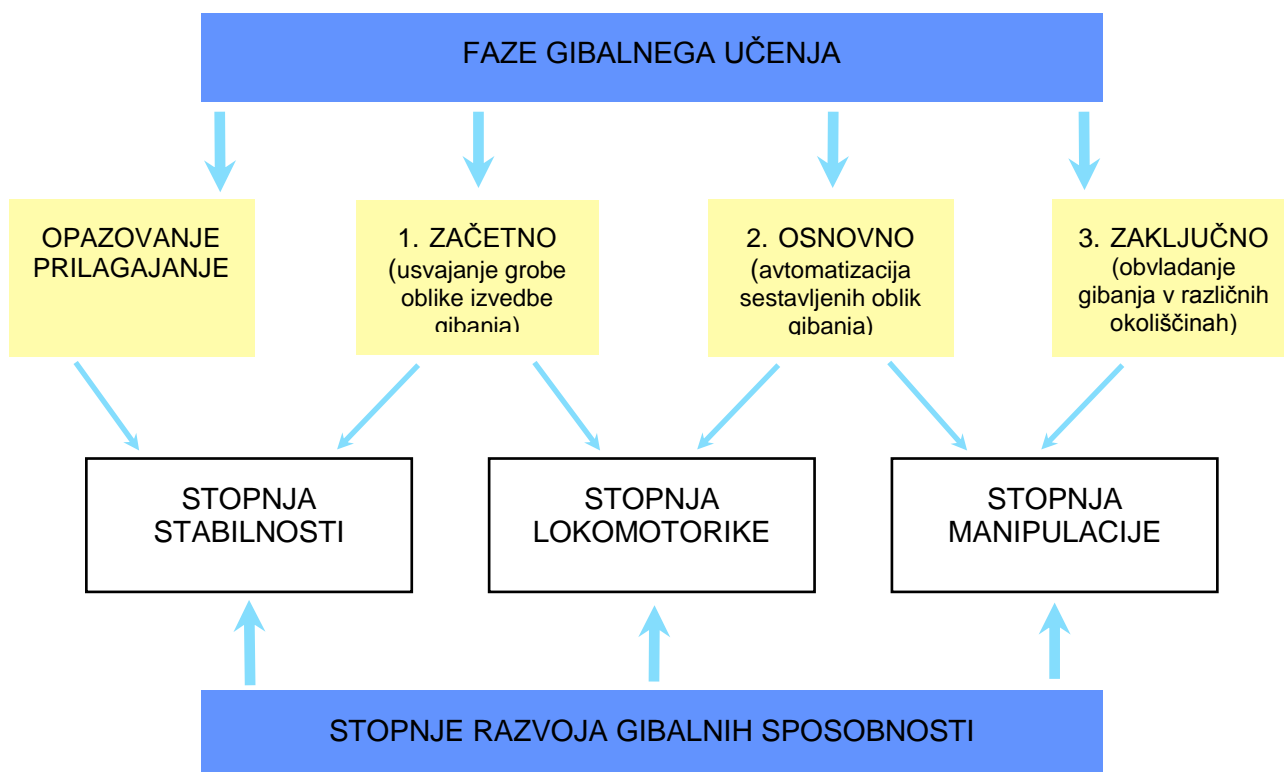 FAZE GIBALNEGA UČENJA
OPAZOVANJE
PRILAGAJANJE
1. ZAČETNO
(usvajanje grobe
oblike izvedbe
gibanja)
2. OSNOVNO
(avtomatizacija
sestavljenih oblik
gibanja)
3. ZAKLJUČNO
(obvladanje
gibanja v različnih
okoliščinah)
STOPNJA
STABILNOSTI
STOPNJA
LOKOMOTORIKE
STOPNJA
MANIPULACIJE
STOPNJE RAZVOJA GIBALNIH SPOSOBNOSTI